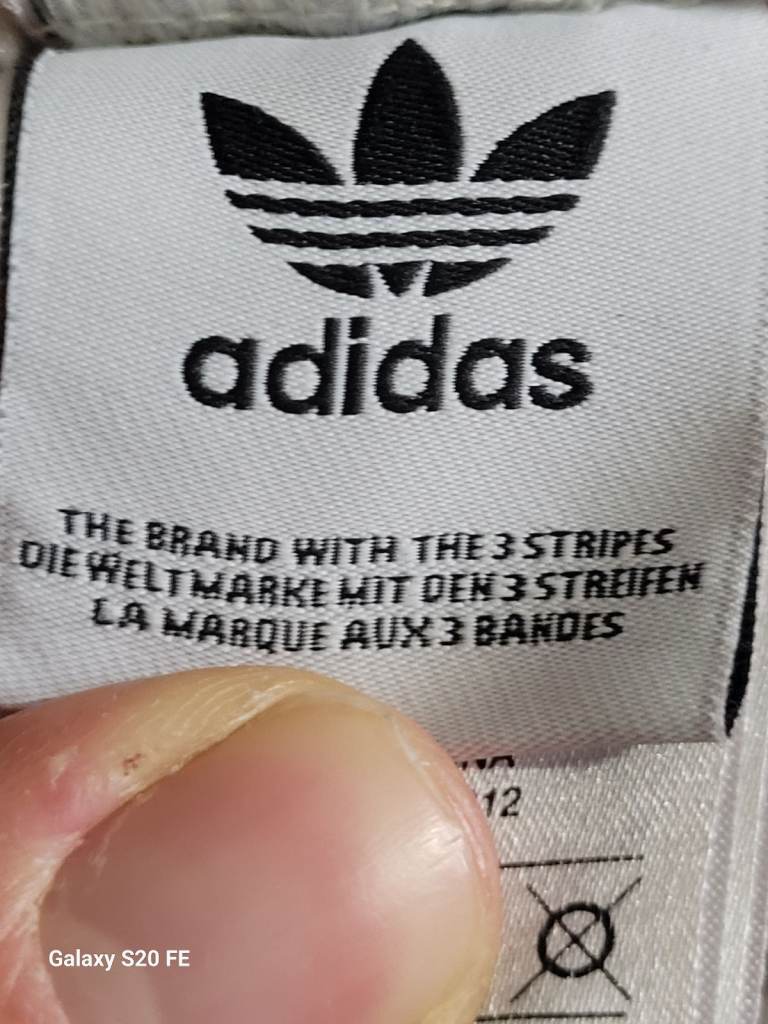 adidas
THE BRAND WITH THE 3 STRIPES
DIE WELTMARKE MIT DEN 3 STREIFEN
LA MARQUE AUX 3 BANDES
12
Galaxy S20 FE